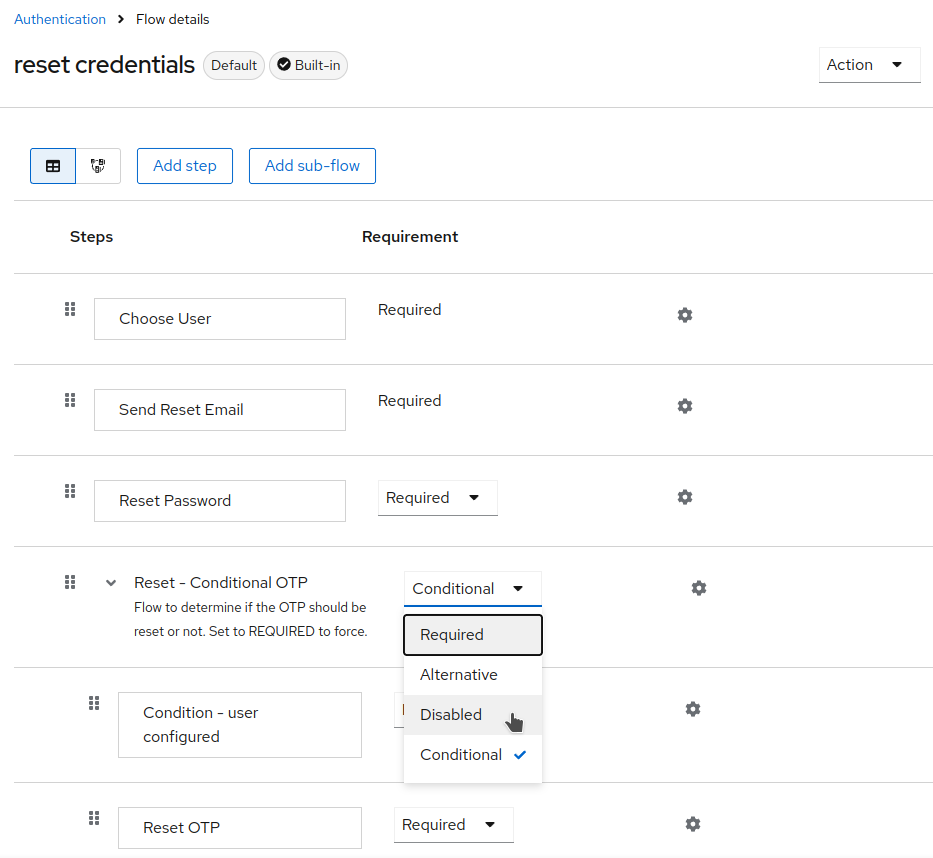 Authentication > Flow details
reset credentials Default Built-in Action
Add step Add sub-flow
Steps Requirement
Choose User Required
Send Reset Email Required
Reset Password Required
Reset - Conditional OTP Conditional
Flow to determine if the OTP should be
reset or not. Set to REQUIRED to force.
Required
Alternative
Disabled
Conditional
Condition - user
configured
Reset OTP Required